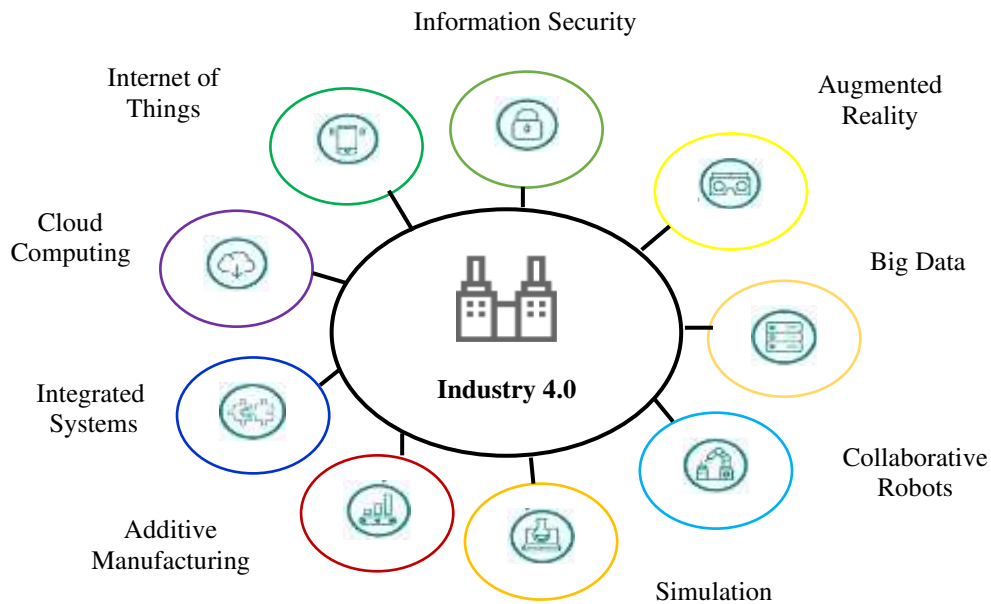 Information Security
Internet of
Things
Augmented
Reality
Cloud
Computing
Big Data
Industry 4.0
Integrated
Systems
Collaborative
Robots
Additive
Manufacturing
Simulation